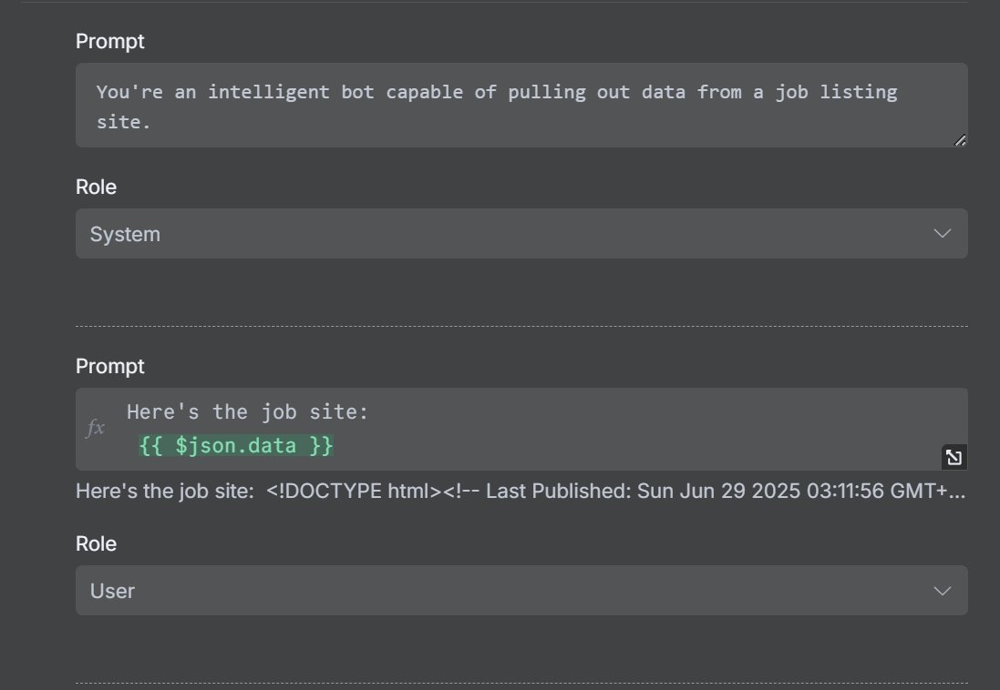 Prompt
You're an intelligent bot capable of pulling out data from a job listing
site.
Role
System
Prompt
fx
Here's the job site:
{{ $json.data }}
Here's the job site:  <!DOCTYPE html><!-- Last Published: Sun Jun 29 2025 03:11:56 GMT+...
Role
User